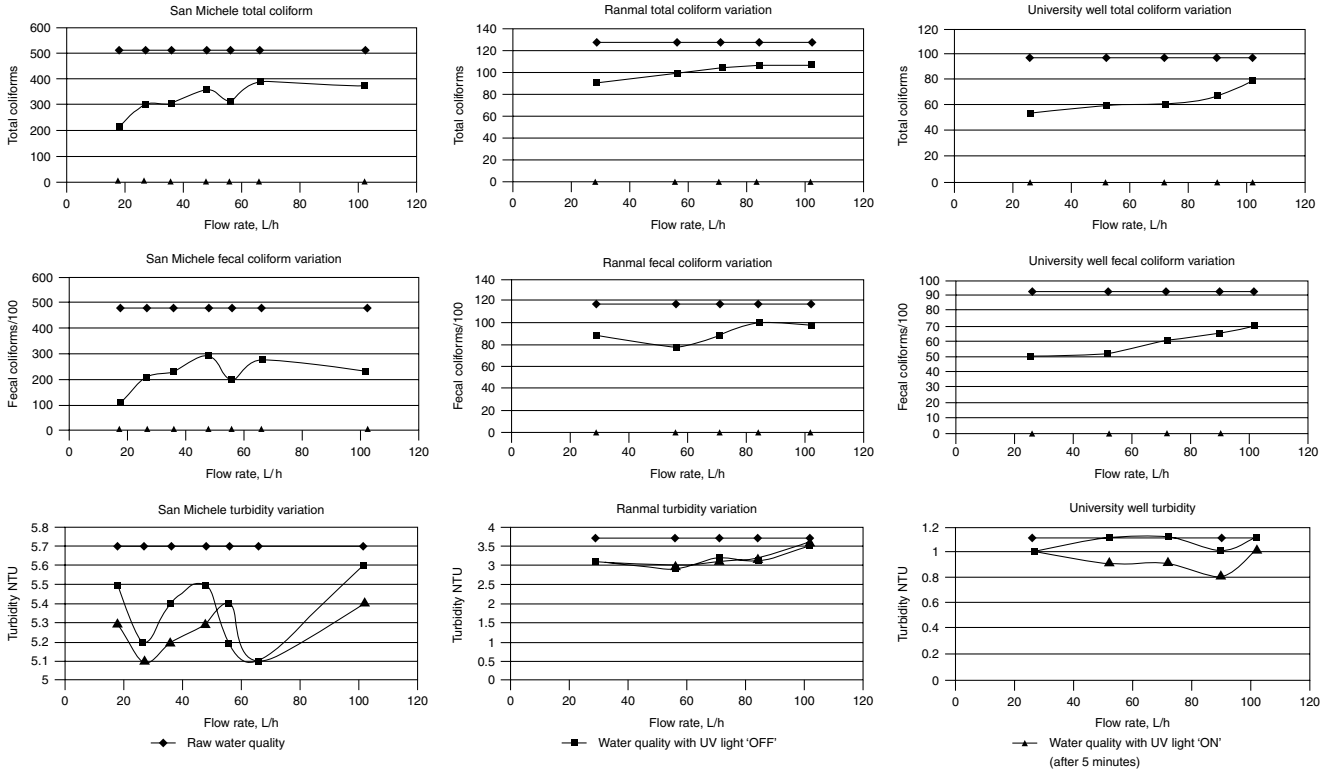 San Michele total coliform
600
500
400
300
200
100
0
Total coliforms
0 20 40 60 80 100 120
Flow rate, L/h
Ranmal total coliform variation
140
120
100
80
60
40
20
0
Total coliforms
0 20 40 60 80 100 120
Flow rate, L/h
University well total coliform variation
120
100
80
60
40
20
0
Total coliforms
0 20 40 60 80 100 120
Flow rate, L/h
San Michele fecal coliform variation
600
500
400
300
200
100
0
Fecal coliforms/100
0 20 40 60 80 100 120
Flow rate, L/h
Ranmal fecal coliform variation
140
120
100
80
60
40
20
0
Fecal coliforms/100
0 20 40 60 80 100 120
Flow rate, L/h
University well fecal coliform variation
100
90
80
70
60
50
40
30
20
10
0
Fecal coliforms/100
0 20 40 60 80 100 120
Flow rate, L/h
San Michele turbidity variation
5.8
5.7
5.6
5.5
5.4
5.3
5.2
5.1
5
Turbidity NTU
0 20 40 60 80 100 120
Flow rate, L/h
Ranmal turbidity variation
4
3.5
3
2.5
2
1.5
1
0.5
0
Turbidity NTU
0 20 40 60 80 100 120
Flow rate, L/h
University well turbidity
1.2
1
0.8
0.6
0.4
0.2
0
Turbidity NTU
0 20 40 60 80 100 120
Flow rate, L/h
Raw water quality
Water quality with UV light 'OFF'
Water quality with UV light 'ON'
(after 5 minutes)